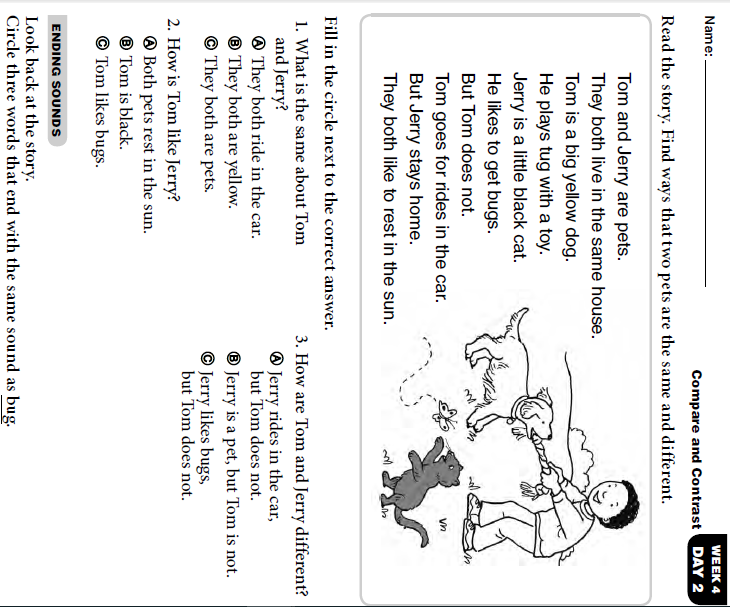 Name:
WEEK 4
DAY 2
Compare and Contrast
Read the story. Find ways that two pets are the same and different.
Tom and Jerry are pets.
They both live in the same house.
Tom is a big yellow dog.
He plays tug with a toy.
Jerry is a little black cat.
He likes to get bugs.
But Tom does not.
Tom goes for rides in the car.
But Jerry stays home.
They both like to rest in the sun.
Fill in the circle next to the correct answer.
1. What is the same about Tom
and Jerry?
Ⓐ They both ride in the car.
Ⓑ They both are yellow.
Ⓒ They both are pets.
2. How is Tom like Jerry?
Ⓐ Both pets rest in the sun.
Ⓑ Tom is black.
Ⓒ Tom likes bugs.
3. How are Tom and Jerry different?
Ⓐ Jerry rides in the car,
but Tom does not.
Ⓑ Jerry is a pet, but Tom is not.
Ⓒ Jerry likes bugs,
but Tom does not.
ENDING SOUNDS
Look back at the story.
Circle three words that end with the same sound as bug.